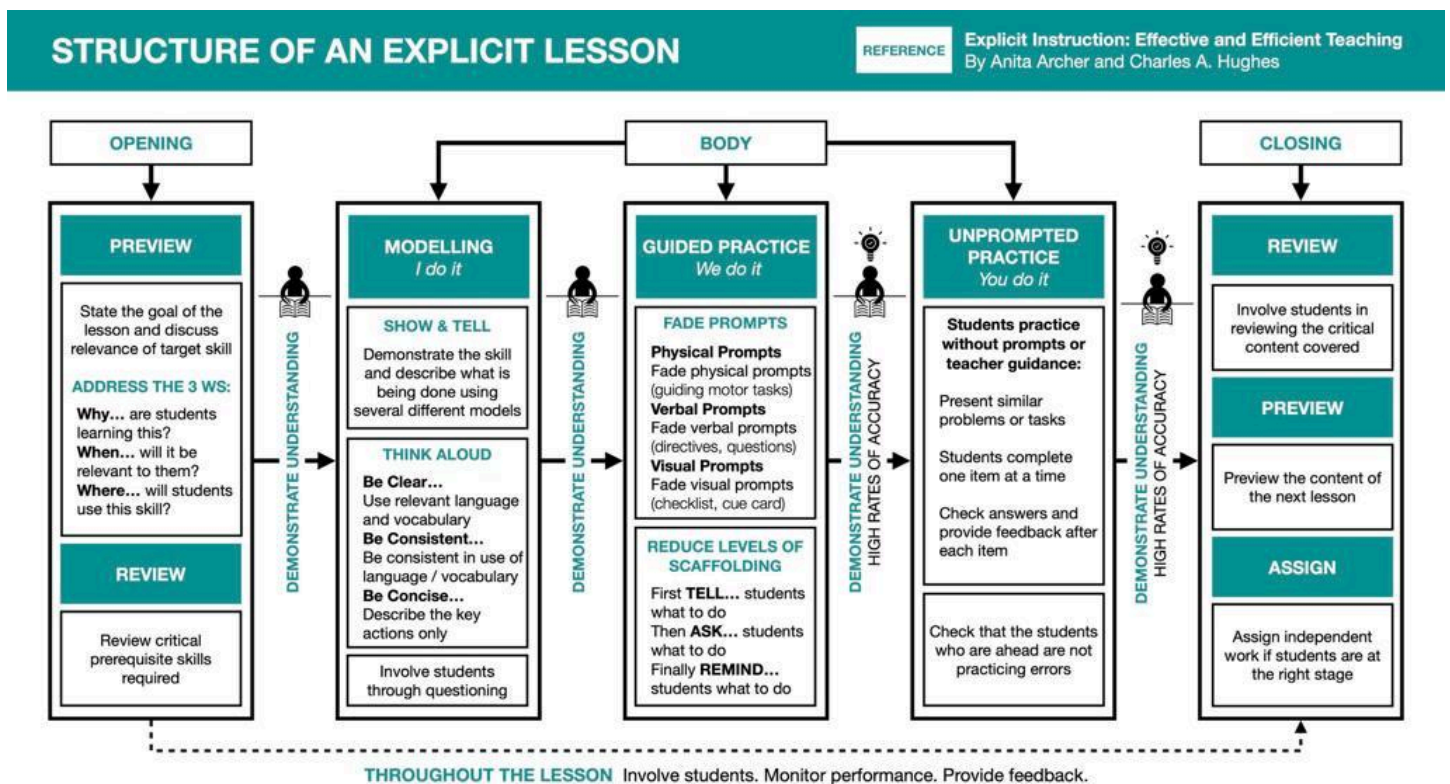 STRUCTURE OF AN EXPLICIT LESSON
REFERENCE
Explicit Instruction: Effective and Efficient Teaching
By Anita Archer and Charles A. Hughes
OPENING
PREVIEW
State the goal of the
lesson and discuss
relevance of target skill
ADDRESS THE 3 WS:
Why... are students
learning this?
When... will it be
relevant to them?
Where... will students
use this skill?
REVIEW
Review critical
prerequisite skills
required
DEMONSTRATE UNDERSTANDING
BODY
MODELLING
I do it
SHOW & TELL
Demonstrate the skill
and describe what is
being done using
several different models
THINK ALOUD
Be Clear...
Use relevant language
and vocabulary
Be Consistent...
Be consistent in use of
language / vocabulary
Be Concise...
Describe the key
actions only
Involve students
through questioning
DEMONSTRATE UNDERSTANDING
GUIDED PRACTICE
We do it
FADE PROMPTS
Physical Prompts
Fade physical prompts
(guiding motor tasks)
Verbal Prompts
Fade verbal prompts
(directives, questions)
Visual Prompts
Fade visual prompts
(checklist, cue card)
REDUCE LEVELS OF
SCAFFOLDING
First TELL... students
what to do
Then ASK... students
what to do
Finally REMIND...
students what to do
DEMONSTRATE UNDERSTANDING
HIGH RATES OF ACCURACY
UNPROMPTED
PRACTICE
You do it
Students practice
without prompts or
teacher guidance:
Present similar
problems or tasks
Students complete
one item at a time
Check answers and
provide feedback after
each item
Check that the students
who are ahead are not
practicing errors
DEMONSTRATE UNDERSTANDING
HIGH RATES OF ACCURACY
CLOSING
REVIEW
Involve students in
reviewing the critical
content covered
PREVIEW
Preview the content of
the next lesson
ASSIGN
Assign independent
work if students are at
the right stage
THROUGHOUT THE LESSON Involve students. Monitor performance. Provide feedback.